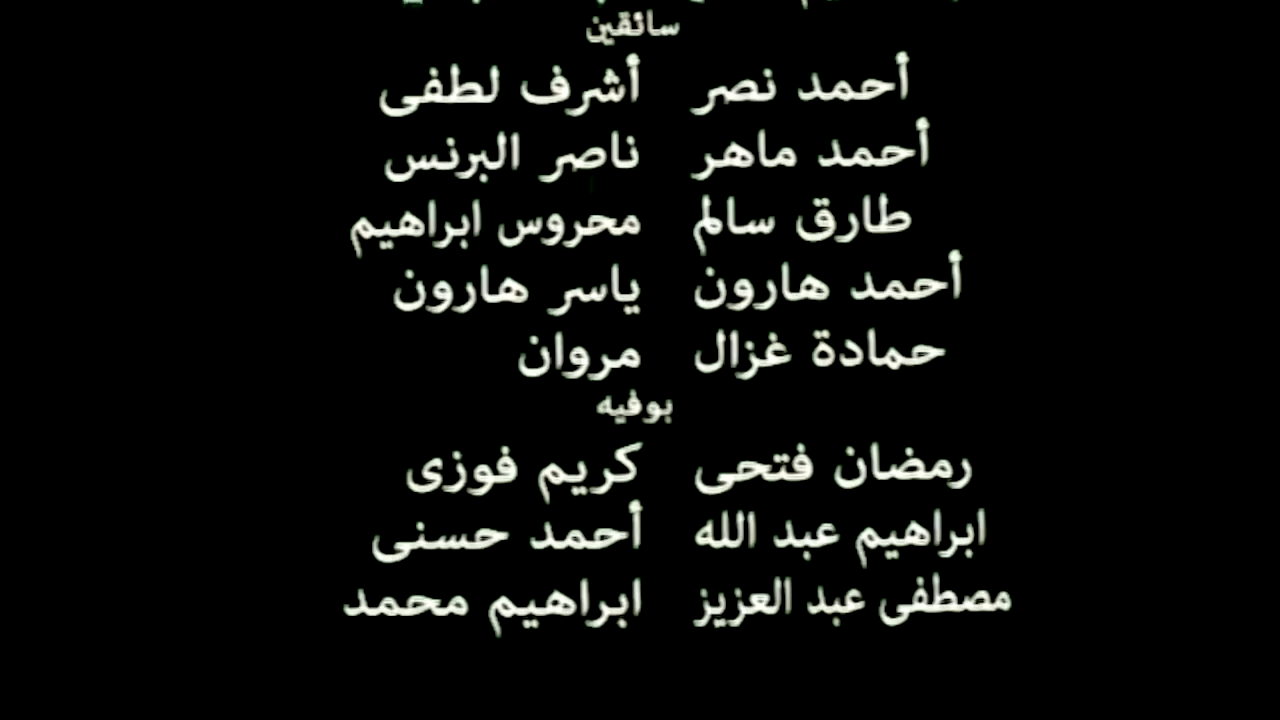 سائقين
أحمد نصر أشرف لطفى
أحمد ماهر ناصر البرنس
طارق سالم محروس ابراهيم
أحمد هارون ياسر هارون
حمادة غزال مروان
بوفيه
رمضان فتحى كريم فوزى
ابراهيم عبد الله أحمد حسنى
مصطفى عبد العزيز ابراهيم محمد